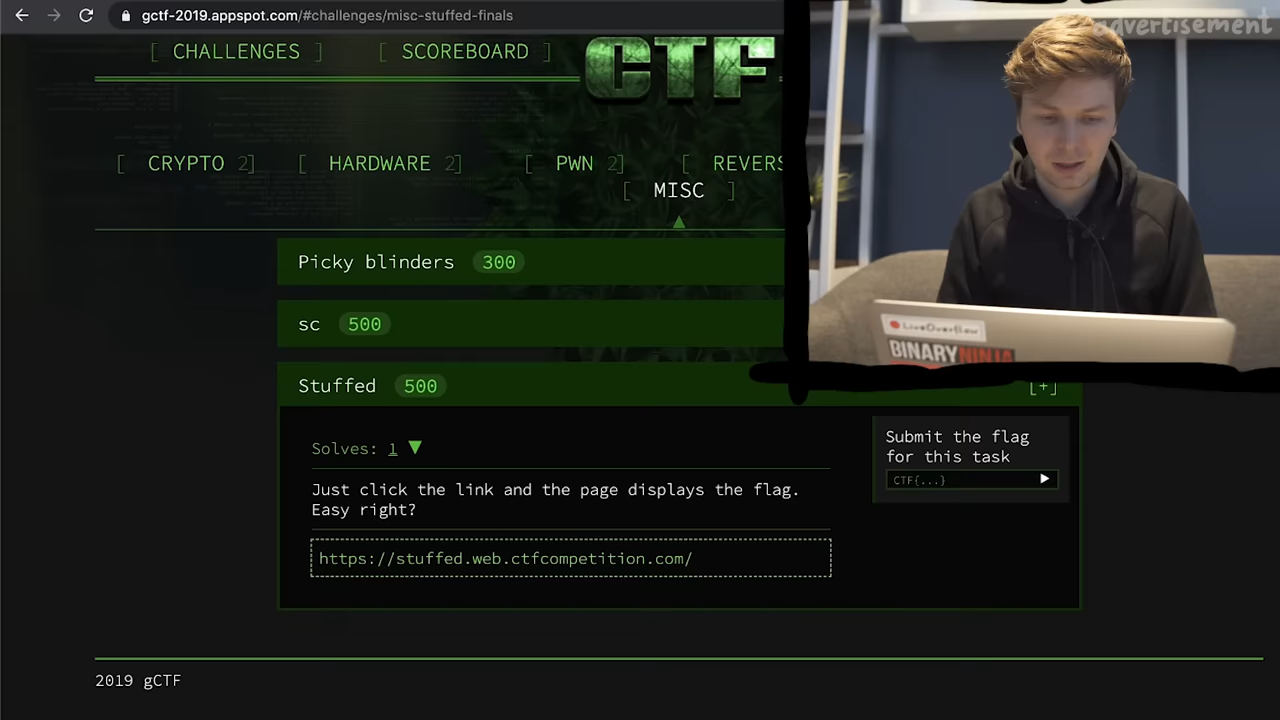 gctf-2019.appspot.com/#challenges/misc-stuffed-finals
advertisement
[ CHALLENGES ]
[ SCOREBOARD ]
CTF
[ CRYPTO 2]
[ HARDWARE 2]
[ PWN 2]
[ REVERS
[ MISC ]
Picky blinders 300
sc 500
Stuffed 500
[+]
Solves: 1
Just click the link and the page displays the flag.
Easy right?
https://stuffed.web.ctfcompetition.com/
Submit the flag
for this task
CTF{...}
LiveOverflow
BINARY NINJA
2019 gCTF